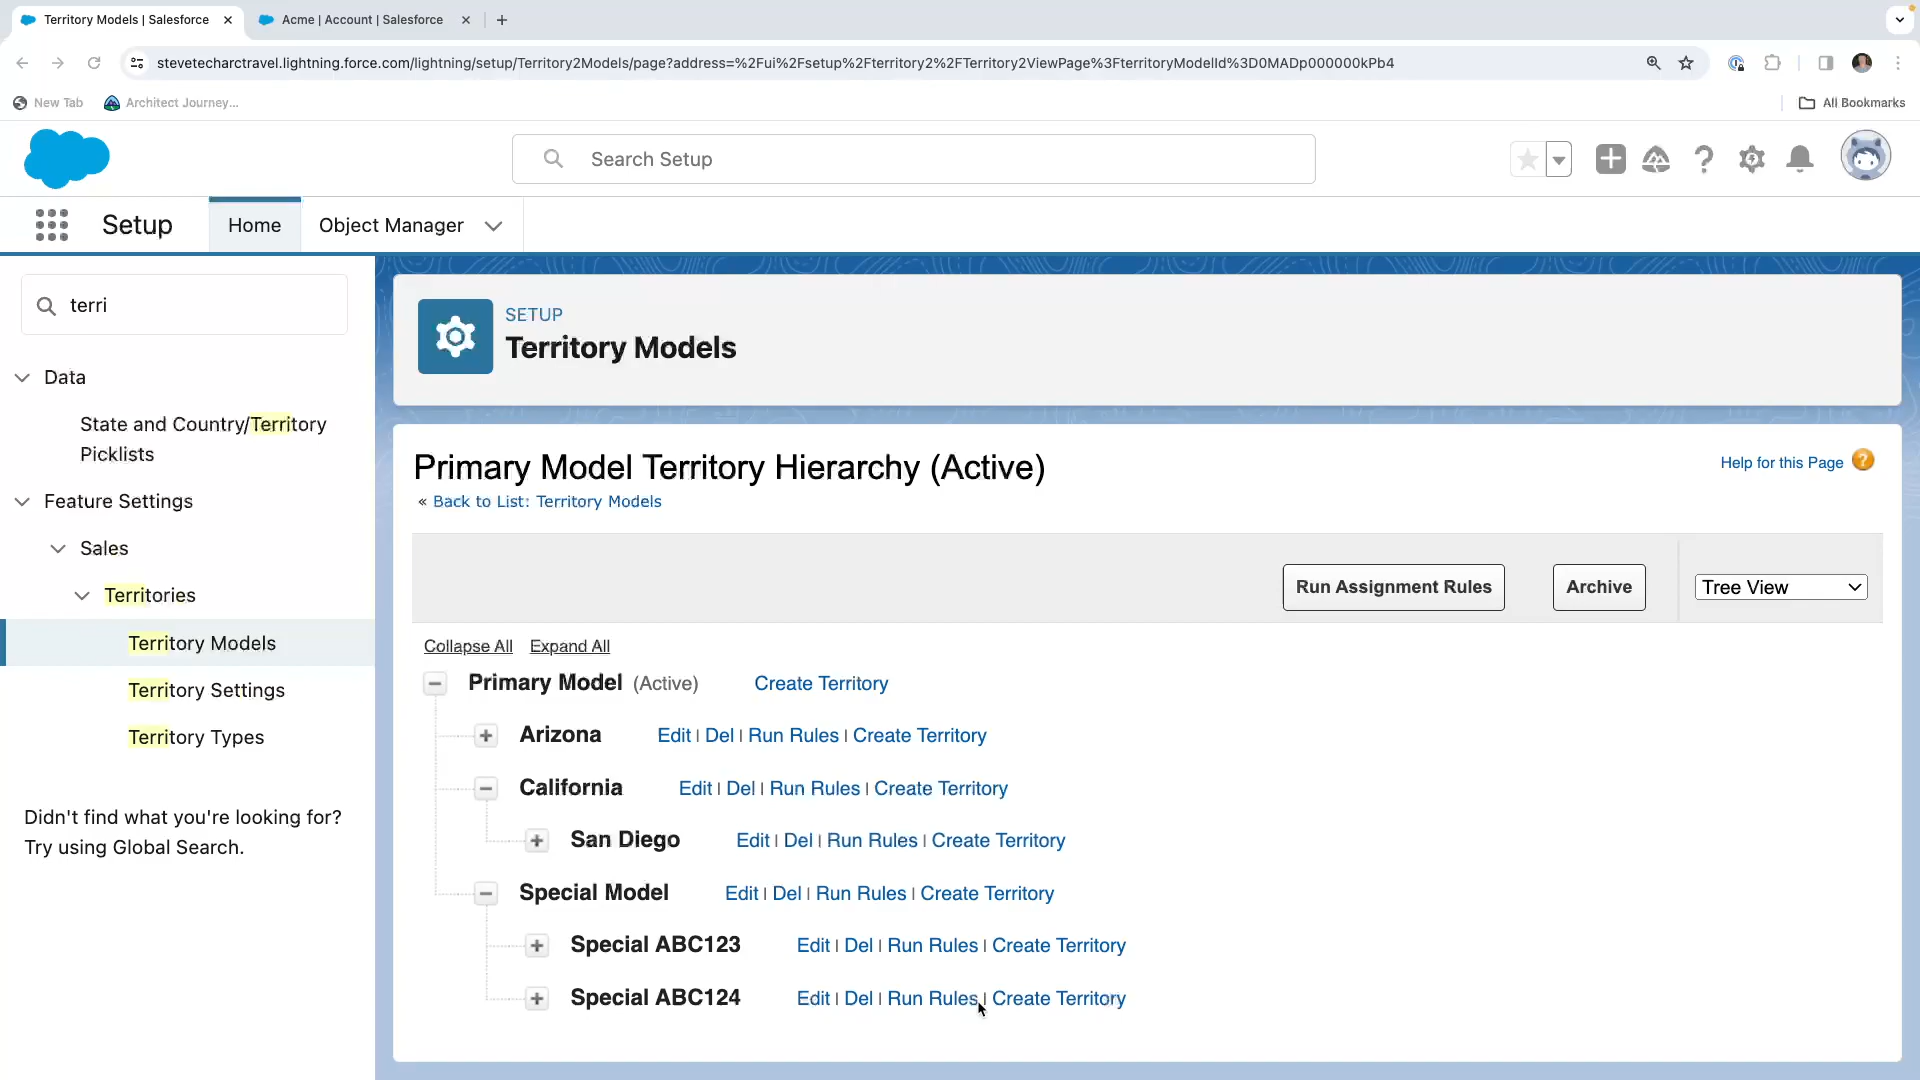 Territory Models | Salesforce
Acme | Account | Salesforce
stevetecharctravel.lightning.force.com/lightning/setup/Territory2Models/page?address=%2Fui%2Fsetup%2Fterritory2%2FTerritory2ViewPage%3FterritoryModelId%3D0MADp000000kPb4
New Tab
Architect Journey...
All Bookmarks
Search Setup
Setup
Home
Object Manager
terri
Data
State and Country/Territory
Picklists
Feature Settings
Sales
Territories
Territory Models
Territory Settings
Territory Types
Didn't find what you're looking for?
Try using Global Search.
SETUP
Territory Models
Primary Model Territory Hierarchy (Active)
Help for this Page
« Back to List: Territory Models
Run Assignment Rules
Archive
Tree View
Collapse All Expand All
Primary Model (Active) Create Territory
Arizona Edit | Del | Run Rules | Create Territory
California Edit | Del | Run Rules | Create Territory
San Diego Edit | Del | Run Rules | Create Territory
Special Model Edit | Del | Run Rules | Create Territory
Special ABC123 Edit | Del | Run Rules | Create Territory
Special ABC124 Edit | Del | Run Rules | Create Territory